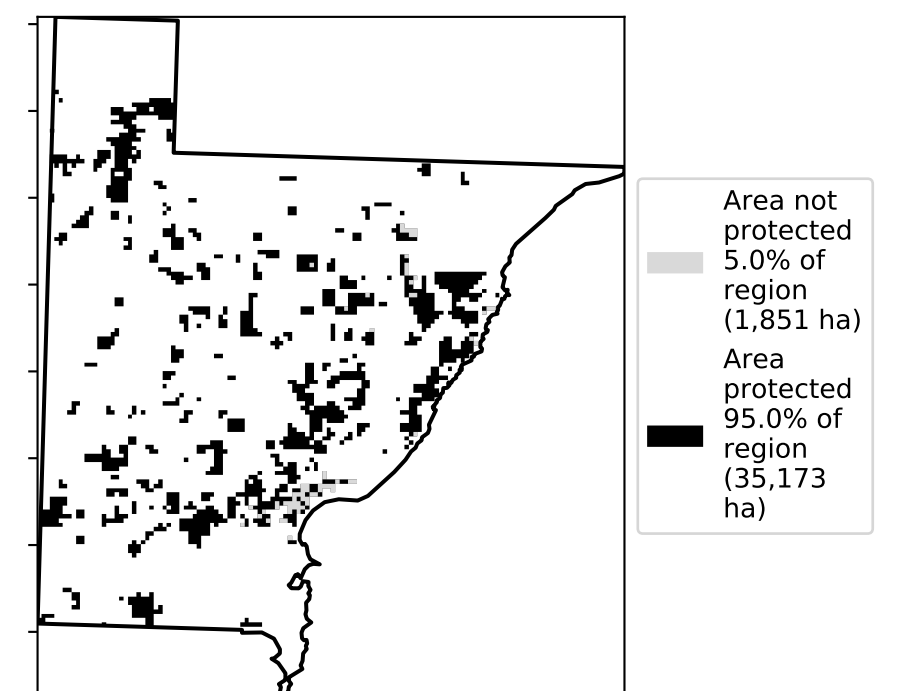 Area not
protected
5.0% of
region
(1,851 ha)
Area
protected
95.0% of
region
(35,173
ha)